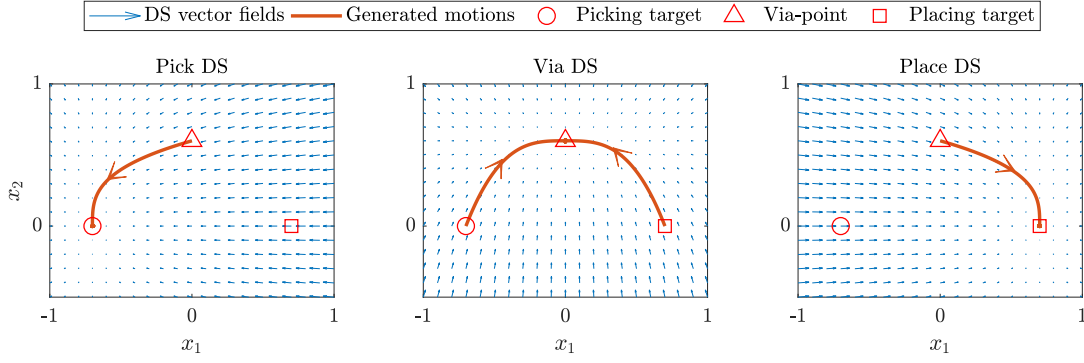 DS vector fields Generated motions Picking target Via-point Placing target
Pick DS Via DS Place DS
1 1 1
x₂ 0 0 0
-1 0 1 -1 0 1 -1 0 1
x₁ x₁ x₁